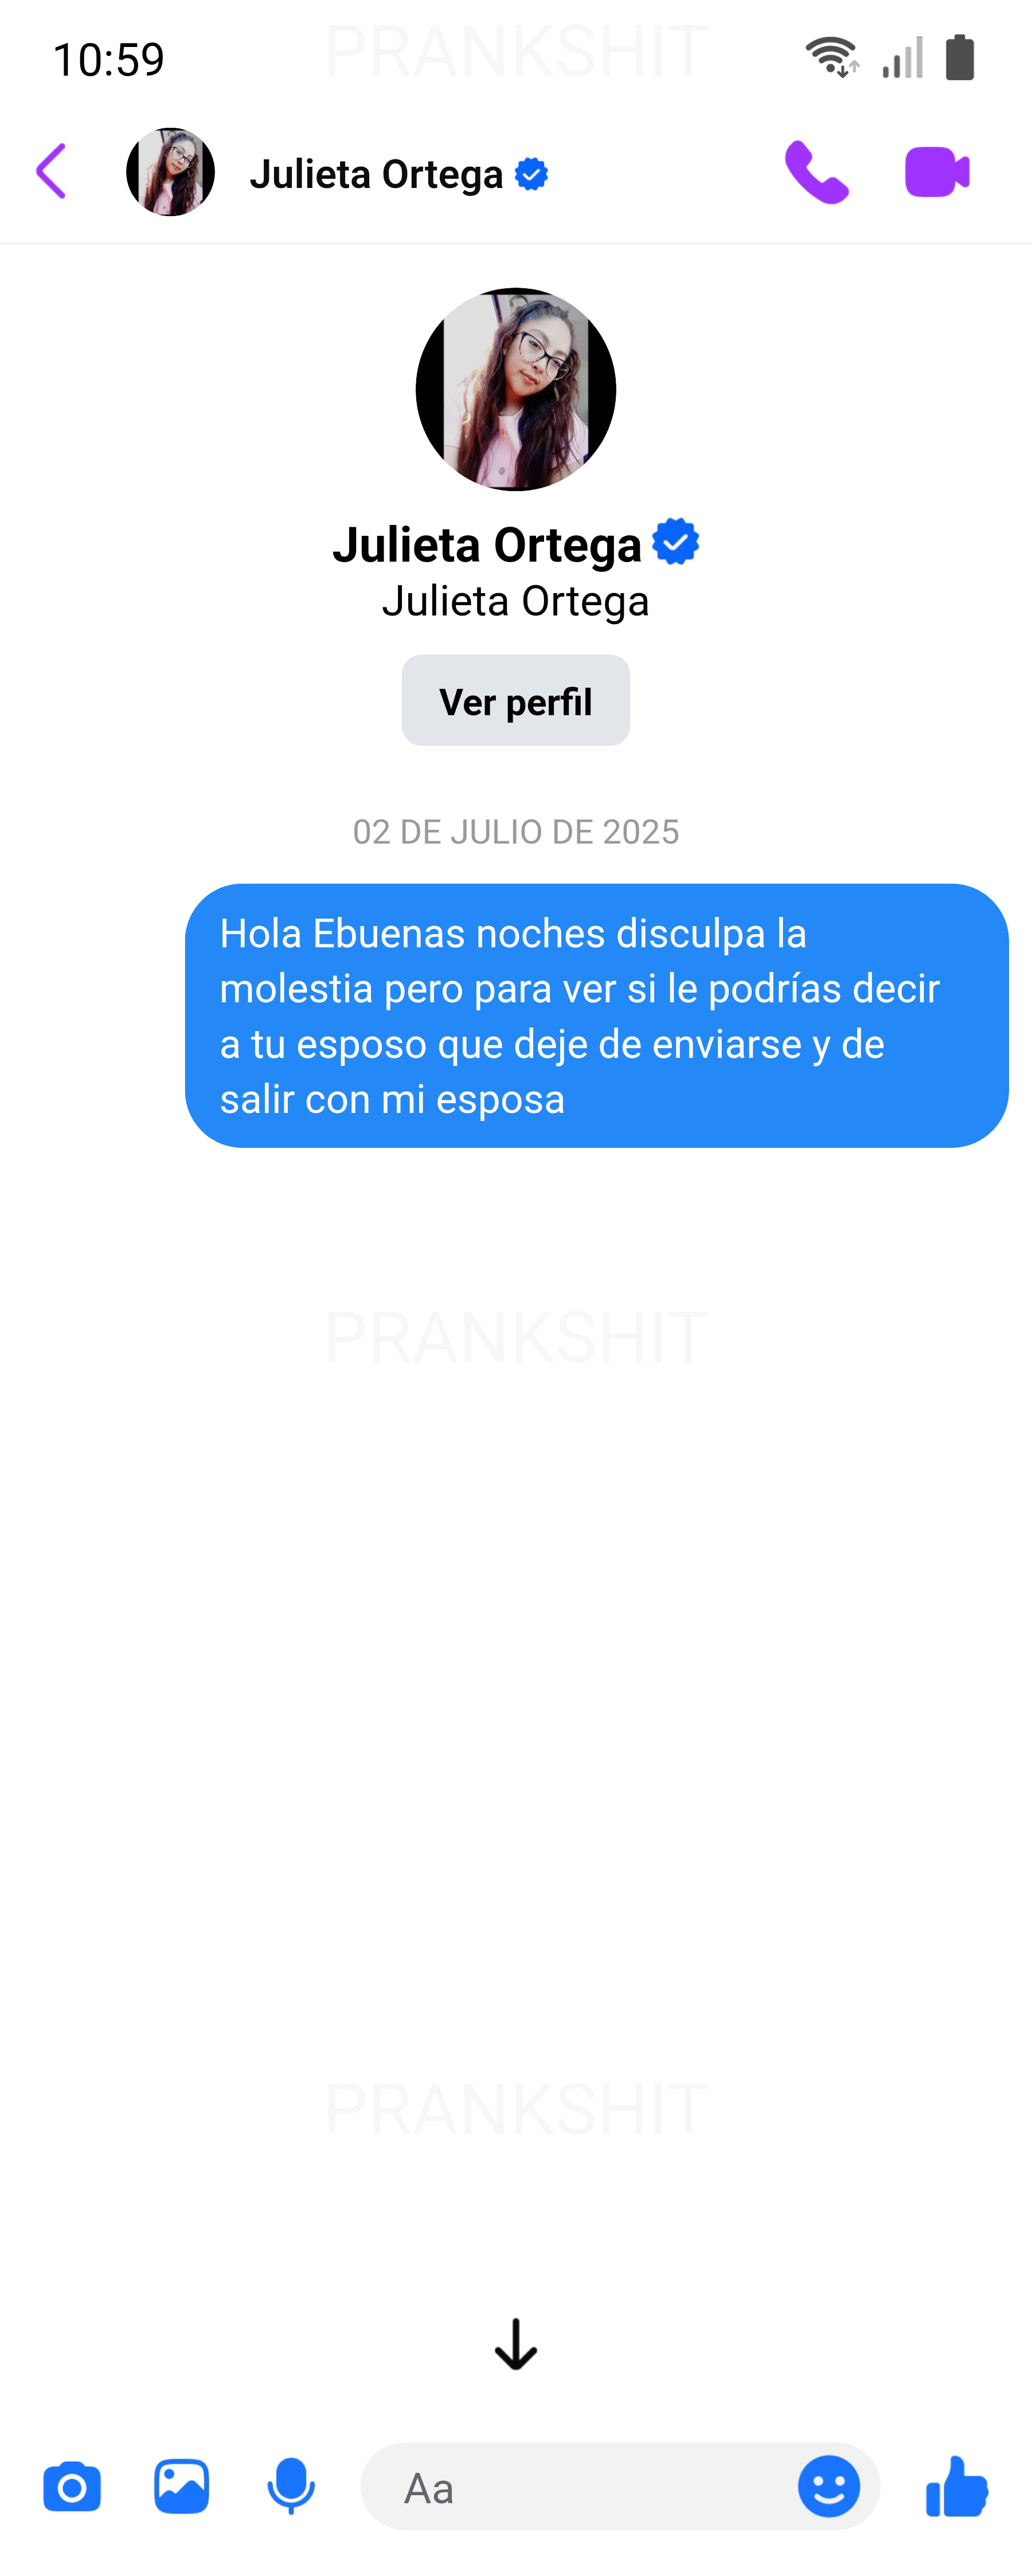 PRANKSHIT
10:59
Julieta Ortega
Julieta Ortega
Julieta Ortega
Ver perfil
02 DE JULIO DE 2025
Hola Ebuenas noches disculpa la
molestia pero para ver si le podrías decir
a tu esposo que deje de enviarse y de
salir con mi esposa
PRANKSHIT
PRANKSHIT
Aa